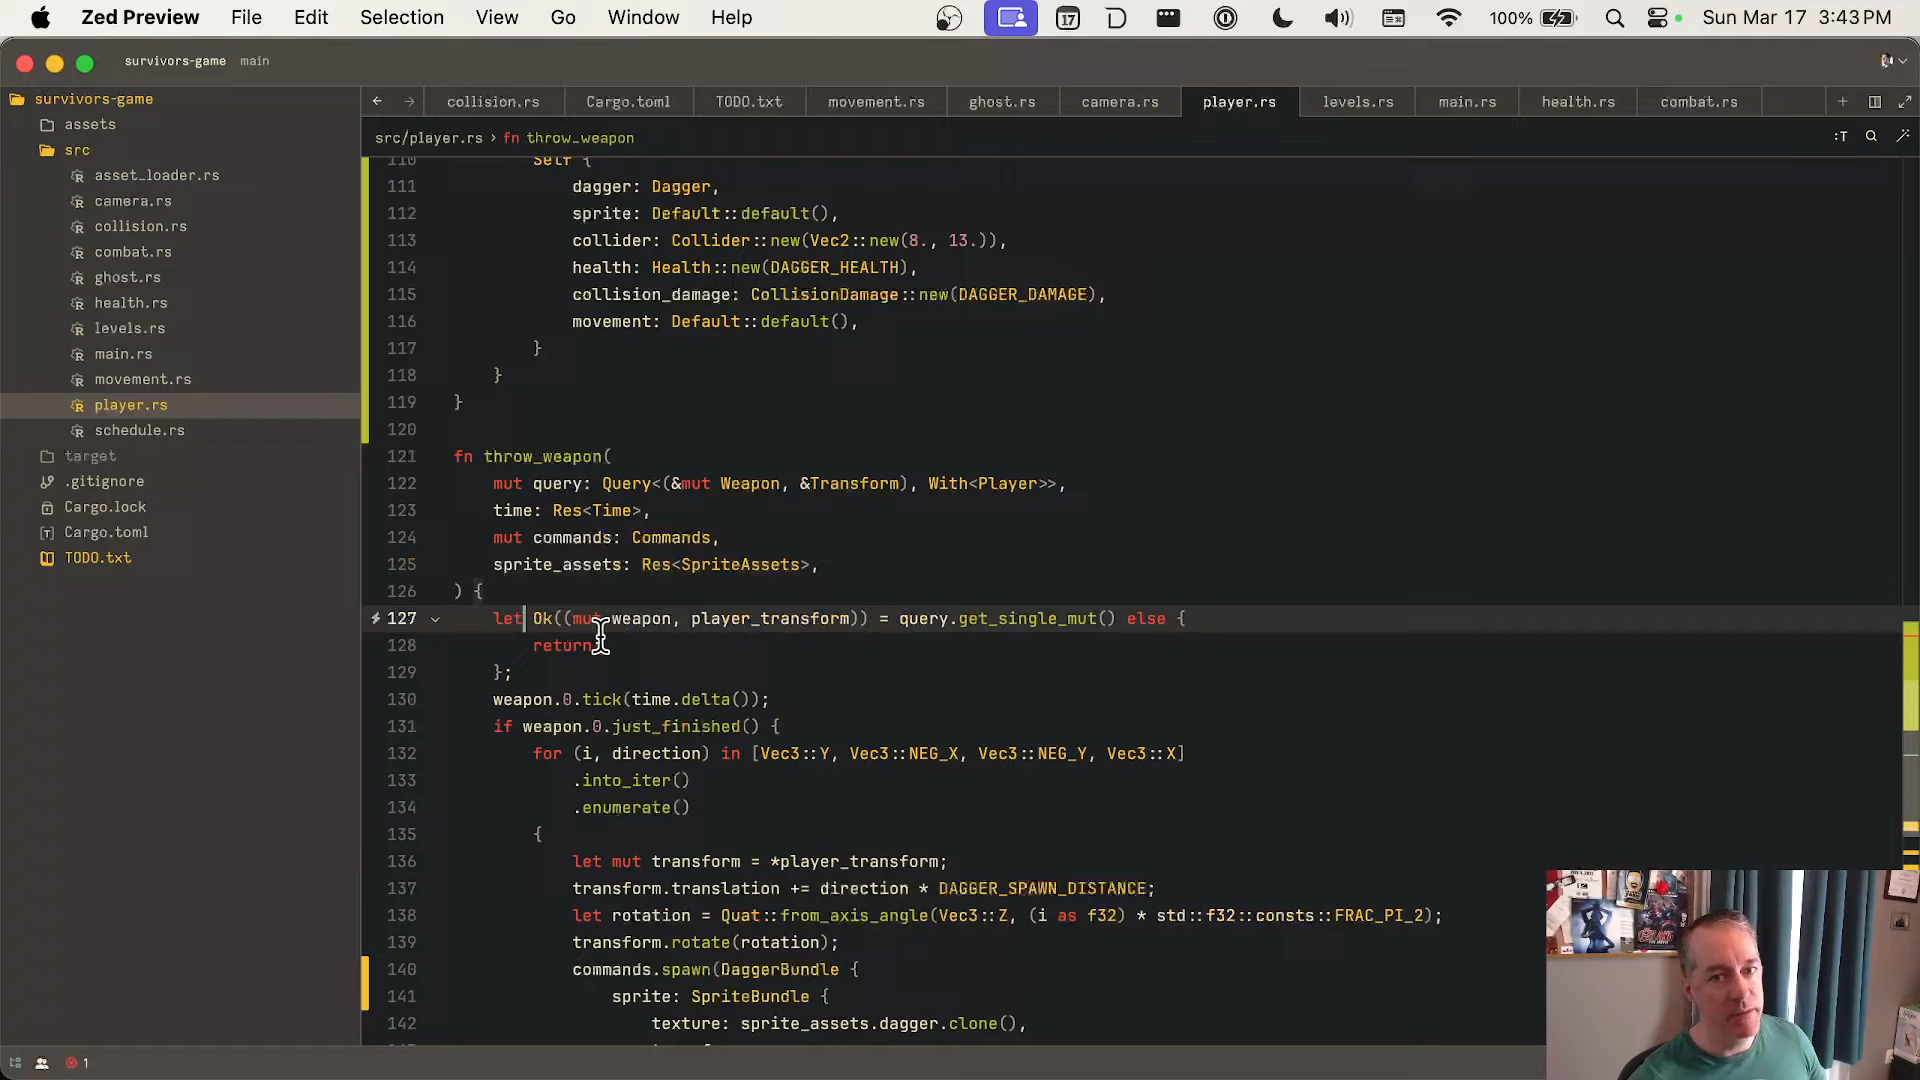 Zed Preview File Edit Selection View Go Window Help
17
100%
Sun Mar 17 3:43 PM
survivors-game main
survivors-game
assets
src
asset_loader.rs
camera.rs
collision.rs
combat.rs
ghost.rs
health.rs
levels.rs
main.rs
movement.rs
player.rs
schedule.rs
target
.gitignore
Cargo.lock
Cargo.toml
TODO.txt
collision.rs Cargo.toml TODO.txt movement.rs ghost.rs camera.rs player.rs levels.rs main.rs health.rs combat.rs
src/player.rs › fn throw_weapon
:T
110 Self {
111 dagger: Dagger,
112 sprite: Default::default(),
113 collider: Collider::new(Vec2::new(8., 13.)),
114 health: Health::new(DAGGER_HEALTH),
115 collision_damage: CollisionDamage::new(DAGGER_DAMAGE),
116 movement: Default::default(),
117 }
118 }
119 }
120
121 fn throw_weapon(
122 mut query: Query<(&mut Weapon, &Transform), With<Player>>,
123 time: Res<Time>,
124 mut commands: Commands,
125 sprite_assets: Res<SpriteAssets>,
126 ) {
127 let Ok((mut weapon, player_transform)) = query.get_single_mut() else {
128 return
129 };
130 weapon.0.tick(time.delta());
131 if weapon.0.just_finished() {
132 for (i, direction) in [Vec3::Y, Vec3::NEG_X, Vec3::NEG_Y, Vec3::X]
133 .into_iter()
134 .enumerate()
135 {
136 let mut transform = *player_transform;
137 transform.translation += direction * DAGGER_SPAWN_DISTANCE;
138 let rotation = Quat::from_axis_angle(Vec3::Z, (i as f32) * std::f32::consts::FRAC_PI_2);
139 transform.rotate(rotation);
140 commands.spawn(DaggerBundle {
141 sprite: SpriteBundle {
142 texture: sprite_assets.dagger.clone(),
1